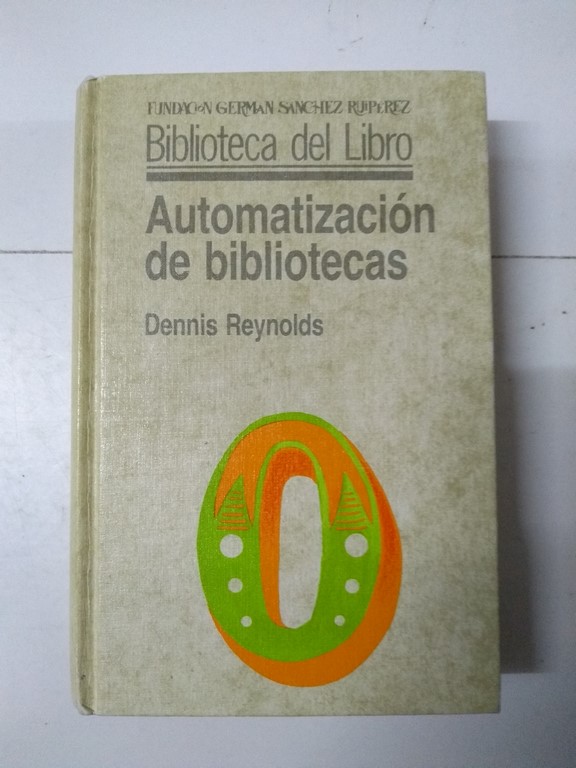 FUNDACION GERMAN SANCHEZ RUIPEREZ
Biblioteca del Libro
Automatización
de bibliotecas
Dennis Reynolds